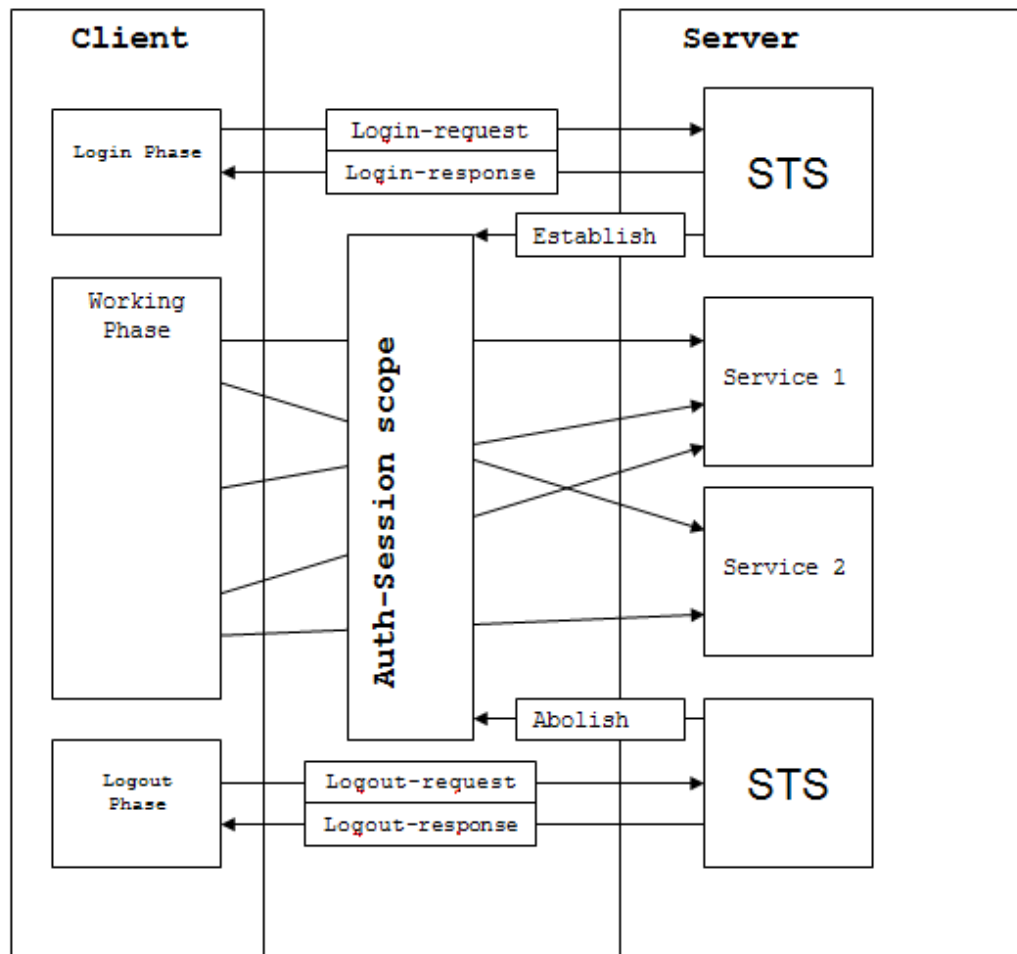 Client
Server
Login Phase
Login-request
Login-response
STS
Establish
Working
Phase
Auth-Session scope
Service 1
Service 2
Abolish
Logout
Phase
Logout-request
Logout-response
STS